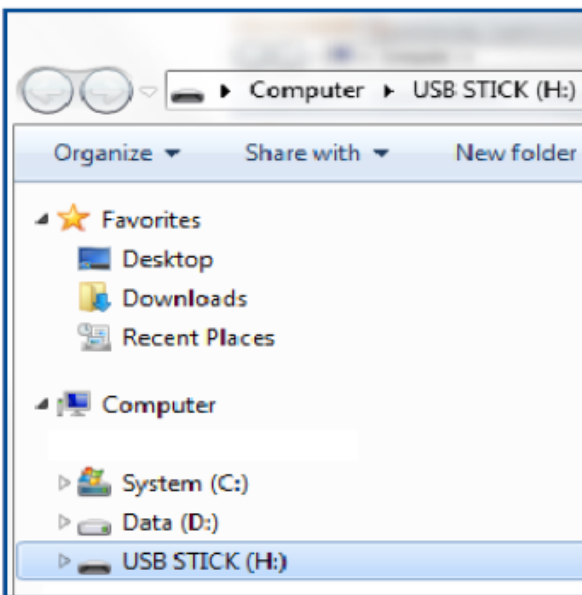 Computer USB STICK (H:)
Organize Share with New folder
Favorites
Desktop
Downloads
Recent Places
Computer
System (C:)
Data (D:)
USB STICK (H:)